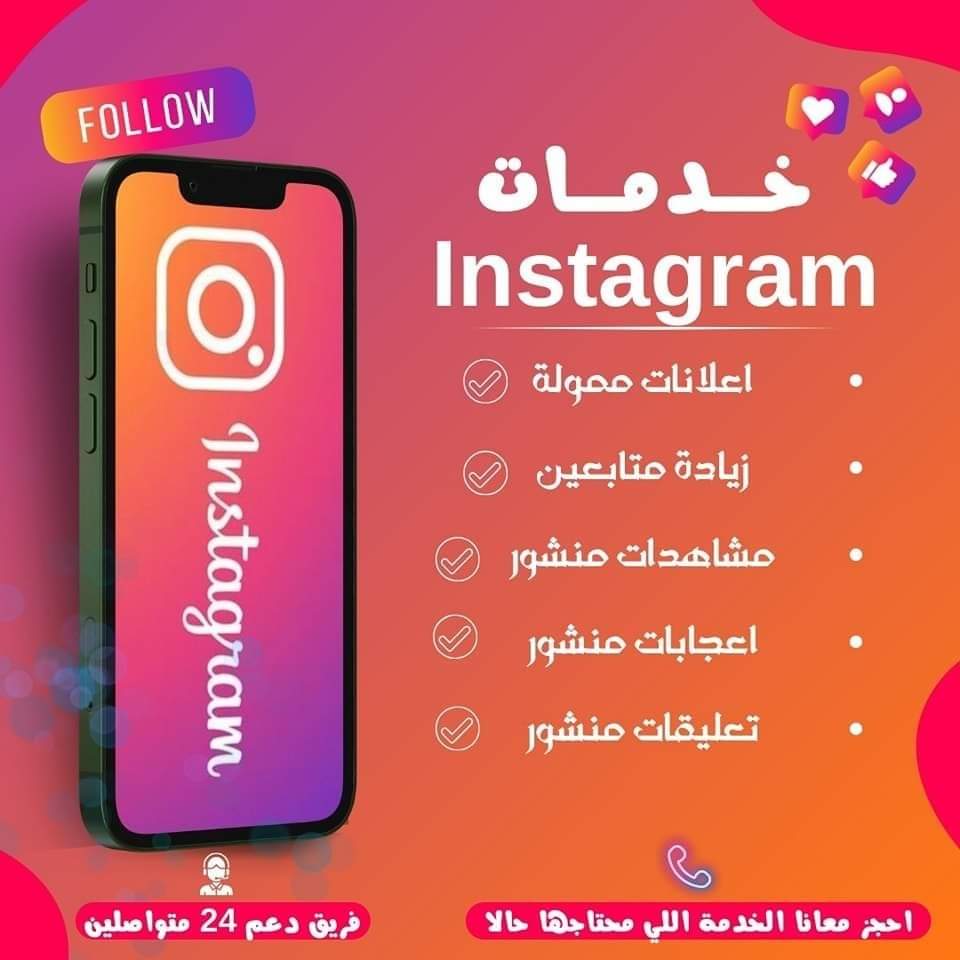 FOLLOW
خدمات
Instagram
اعلانات ممولة
زيادة متابعين
مشاهدات منشور
اعجابات منشور
تعليقات منشور
Instagram
احجز معانا الخدمة اللي محتاجها حالا
فريق دعم 24 متواصلين